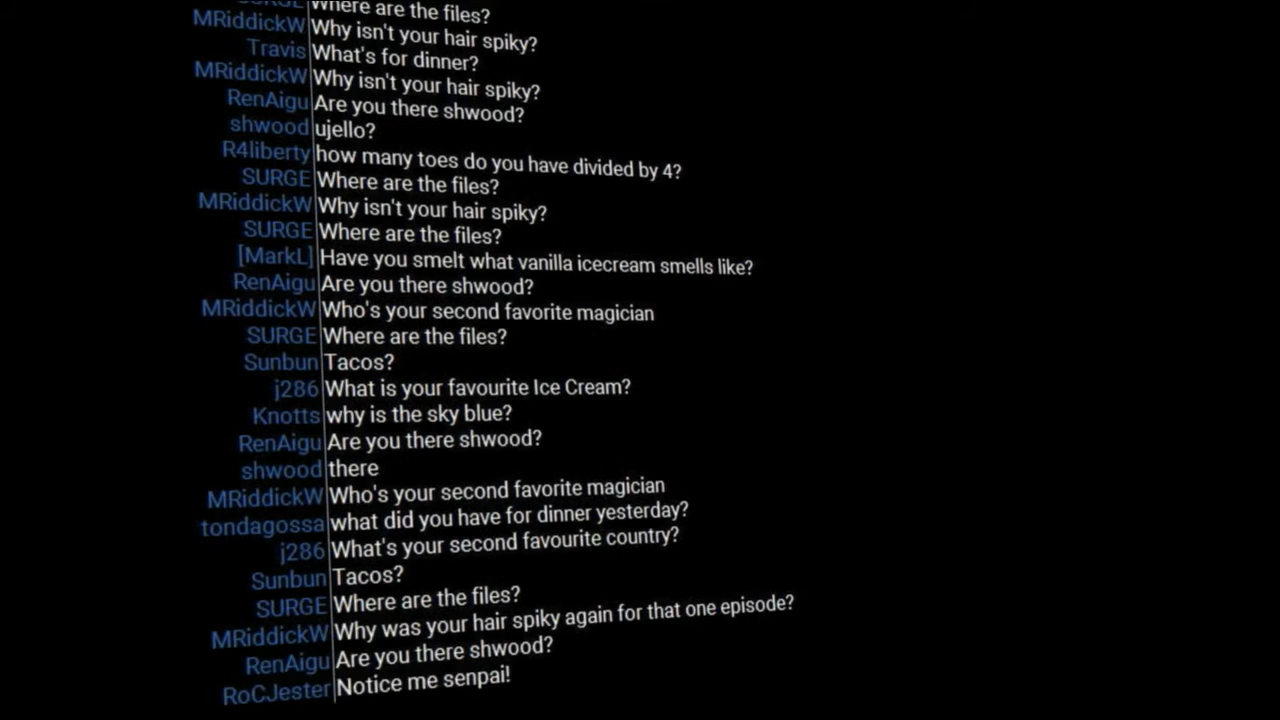 SURGE Where are the files?
MRiddickW Why isn't your hair spiky?
Travis What's for dinner?
MRiddickW Why isn't your hair spiky?
RenAigu Are you there shwood?
shwood ujello?
R4liberty how many toes do you have divided by 4?
SURGE Where are the files?
MRiddickW Why isn't your hair spiky?
SURGE Where are the files?
[MarkL] Have you smelt what vanilla icecream smells like?
RenAigu Are you there shwood?
MRiddickW Who's your second favorite magician
SURGE Where are the files?
Sunbun Tacos?
j286 What is your favourite Ice Cream?
Knotts why is the sky blue?
RenAigu Are you there shwood?
shwood there
MRiddickW Who's your second favorite magician
tondagossa what did you have for dinner yesterday?
j286 What's your second favourite country?
Sunbun Tacos?
SURGE Where are the files?
MRiddickW Why was your hair spiky again for that one episode?
RenAigu Are you there shwood?
RoCJester Notice me senpai!